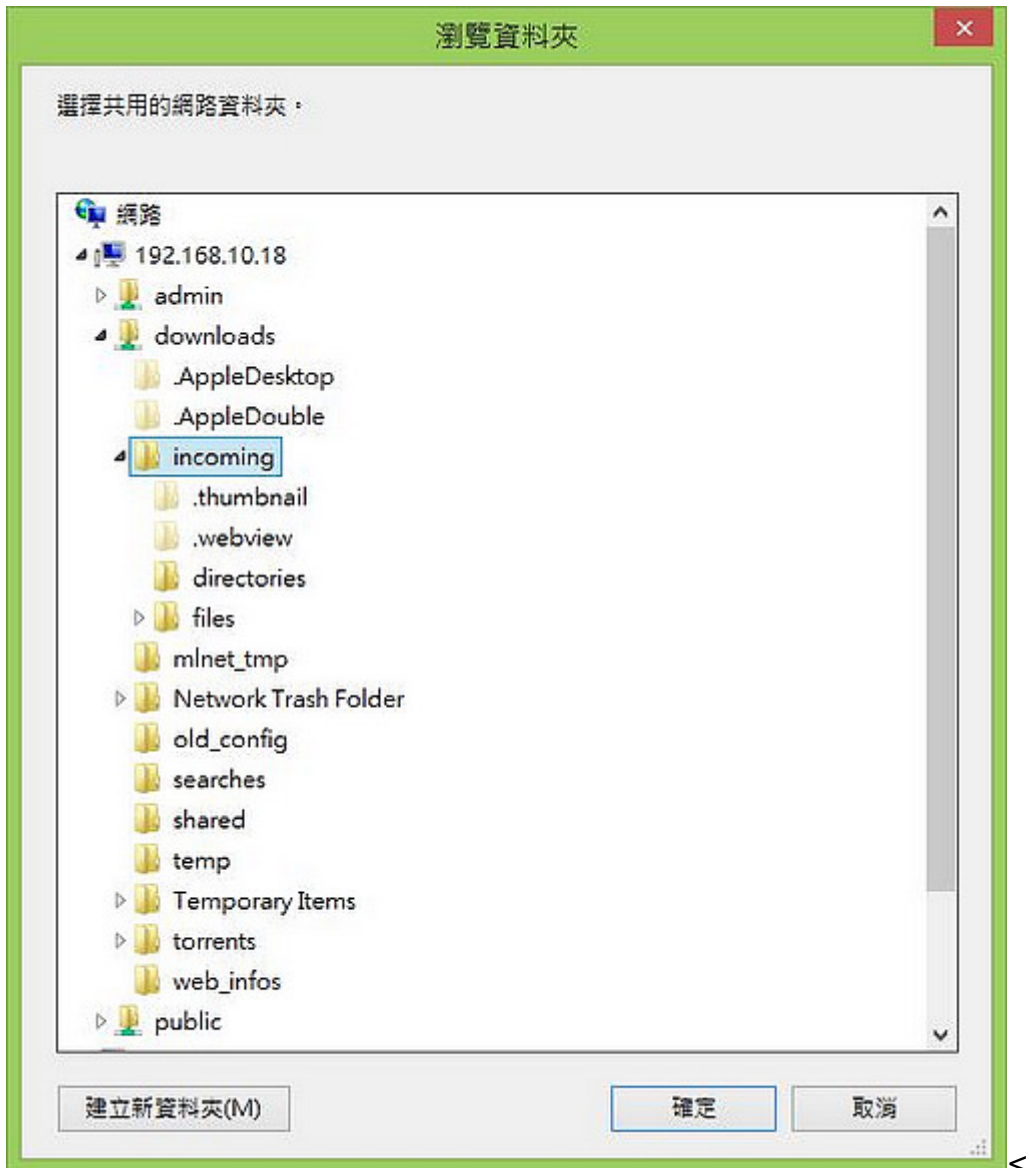 瀏覽資料夾
選擇共用的網路資料夾。
網路
192.168.10.18
admin
downloads
.AppleDesktop
.AppleDouble
incoming
.thumbnail
.webview
directories
files
mlnet_tmp
Network Trash Folder
old_config
searches
shared
temp
Temporary Items
torrents
web_infos
public
建立新資料夾(M)
確定
取消
<